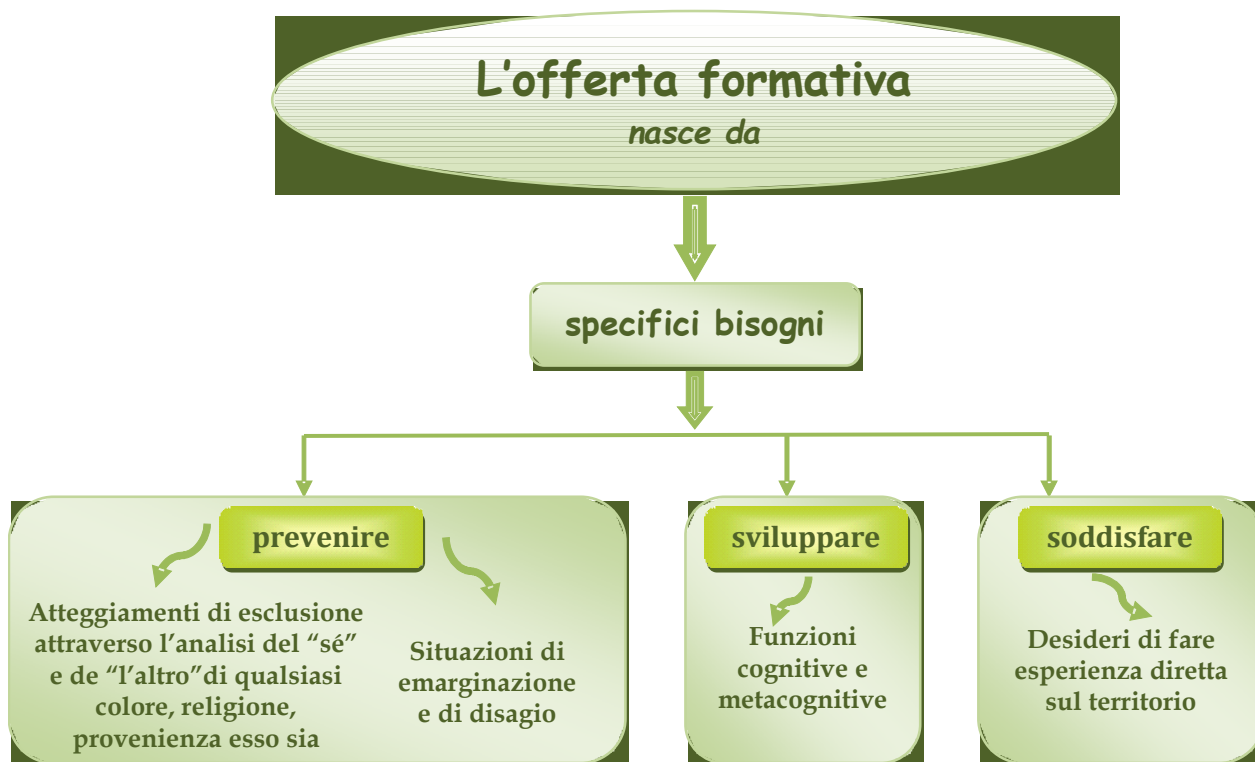 L'offerta formativa
nasce da
specifici bisogni
prevenire
Atteggiamenti di esclusione
attraverso l'analisi del “sé”
e de “l'altro”di qualsiasi
colore, religione,
provenienza esso sia
Situazioni di
emarginazione
e di disagio
sviluppare
Funzioni
cognitive e
metacognitive
soddisfare
Desideri di fare
esperienza diretta
sul territorio